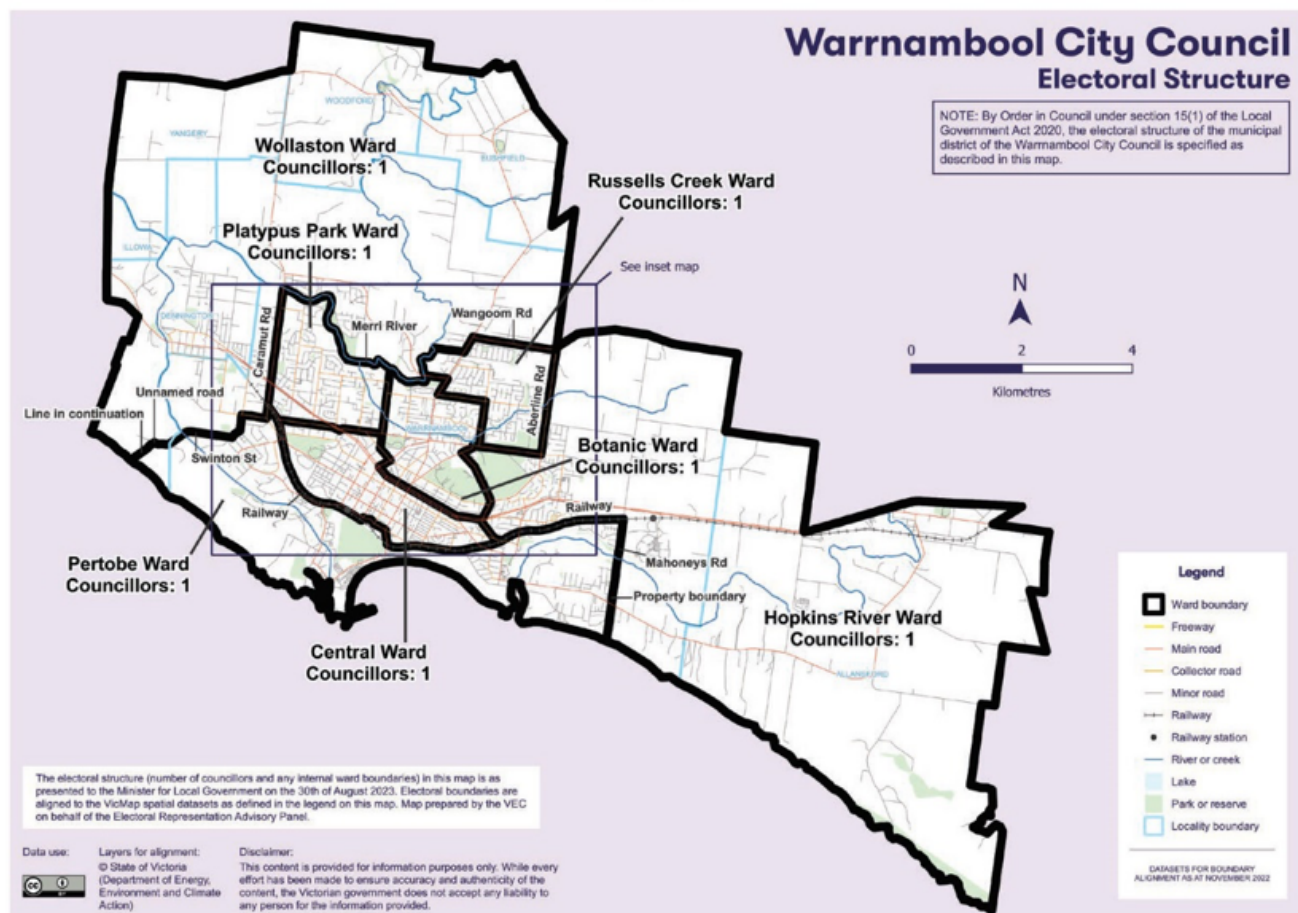 Warrnambool City Council
Electoral Structure
NOTE: By Order in Council under section 15(1) of the Local
Government Act 2020, the electoral structure of the municipal
district of the Warrnambool City Council is specified as
described in this map.
WOODFORD
YANGERY
Wollaston Ward
Councillors: 1
BUSHFIELD
Russells Creek Ward
Councillors: 1
Platypus Park Ward
Councillors: 1
ILLOWA
See inset map
N
DENNINGTON
Caramut Rd
Merri River
Wangoom Rd
0
2
4
Kilometres
Unnamed road
Aberline Rd
Line in continuation
WARRNAMBOOL
Botanic Ward
Councillors: 1
Swinton St
Railway
Railway
Pertobe Ward
Councillors: 1
Mahoneys Rd
Property boundary
Hopkins River Ward
Councillors: 1
Central Ward
Councillors: 1
ALLANSFORD
Legend
Ward boundary
Freeway
Main road
Collector road
Minor road
Railway
Railway station
River or creek
Lake
Park or reserve
Locality boundary
DATASETS FOR BOUNDARY
ALIGNMENT AS AT NOVEMBER 2022
The electoral structure (number of councillors and any internal ward boundaries) in this map is as
presented to the Minister for Local Government on the 30th of August 2023. Electoral boundaries are
aligned to the VicMap spatial datasets as defined in the legend on this map. Map prepared by the VEC
on behalf of the Electoral Representation Advisory Panel.
Data use:
cc
BY
Layers for alignment:
© State of Victoria
(Department of Energy,
Environment and Climate
Action)
Disclaimer:
This content is provided for information purposes only. While every
effort has been made to ensure accuracy and authenticity of the
content, the Victorian government does not accept any liability to
any person for the information provided.